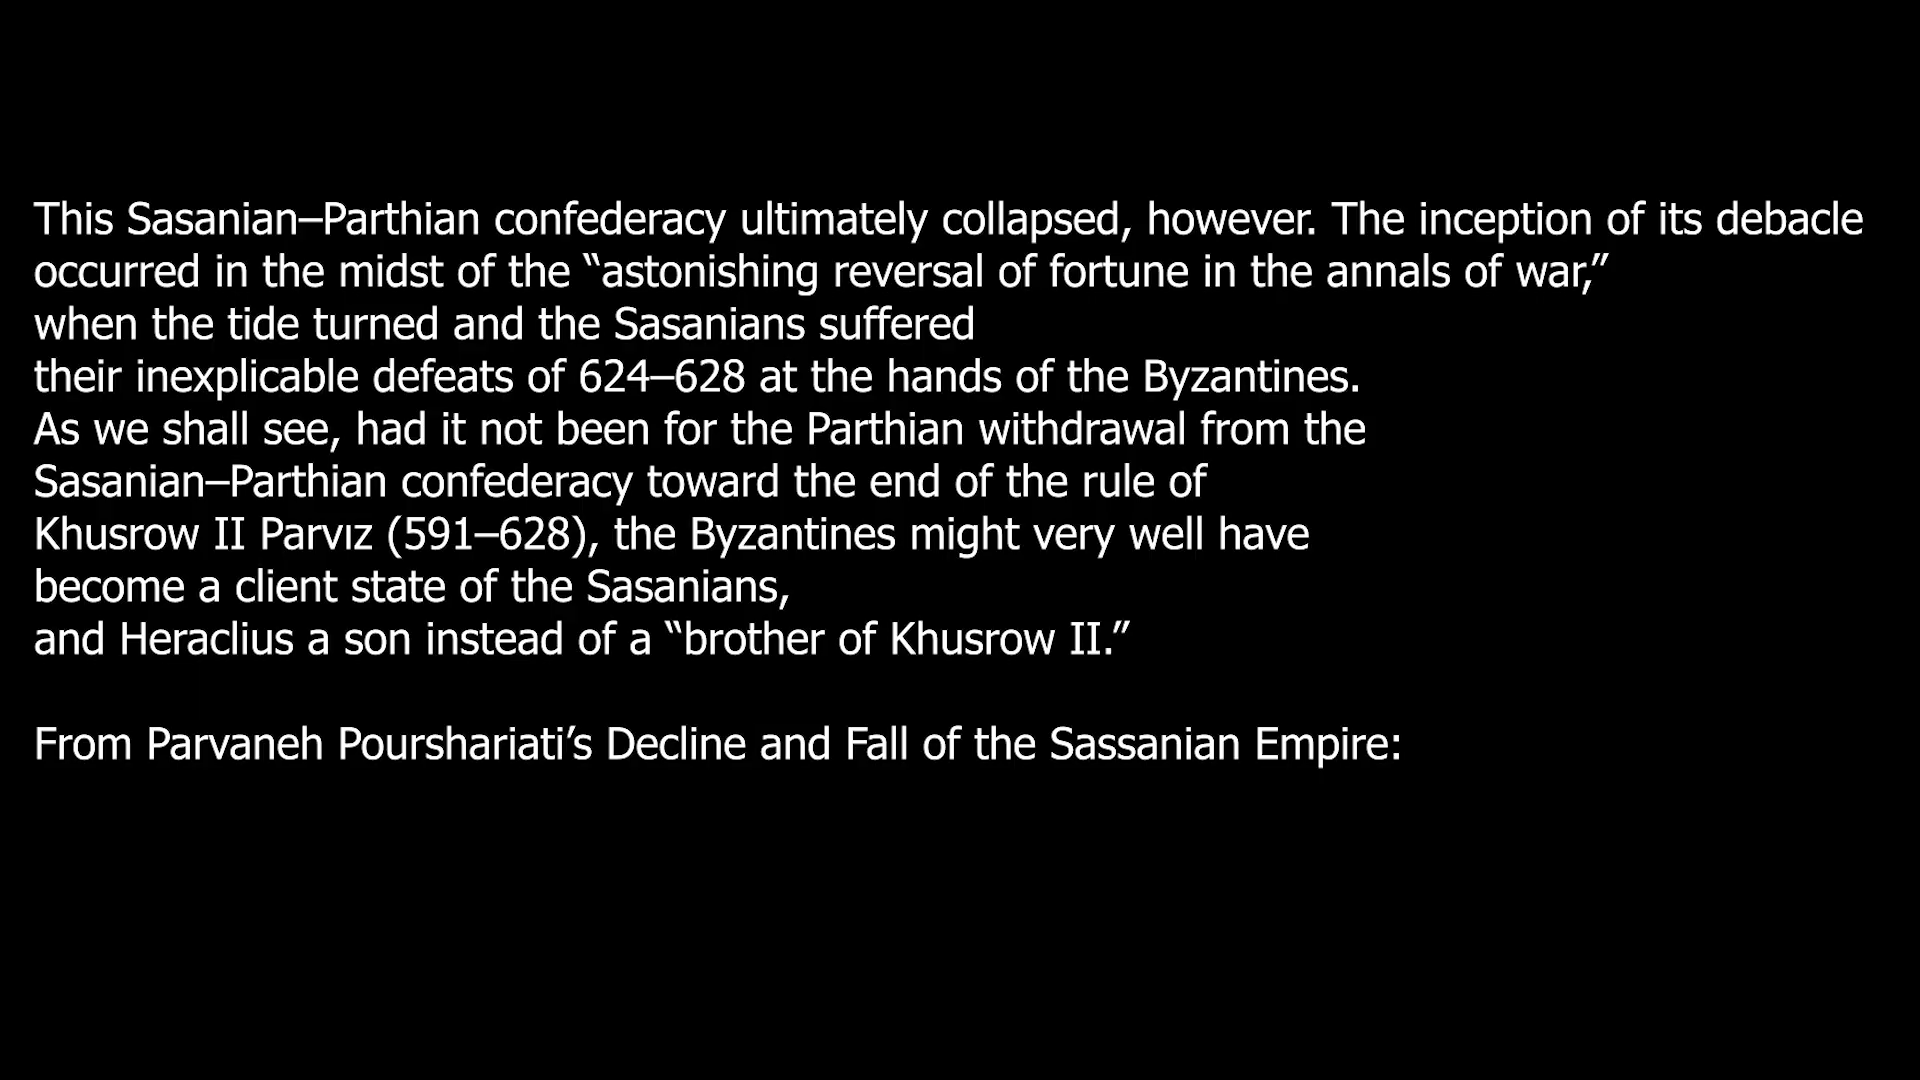 This Sasanian–Parthian confederacy ultimately collapsed, however. The inception of its debacle
occurred in the midst of the “astonishing reversal of fortune in the annals of war,”
when the tide turned and the Sasanians suffered
their inexplicable defeats of 624–628 at the hands of the Byzantines.
As we shall see, had it not been for the Parthian withdrawal from the
Sasanian–Parthian confederacy toward the end of the rule of
Khusrow II Parvız (591–628), the Byzantines might very well have
become a client state of the Sasanians,
and Heraclius a son instead of a “brother of Khusrow II.”
From Parvaneh Pourshariati’s Decline and Fall of the Sassanian Empire: